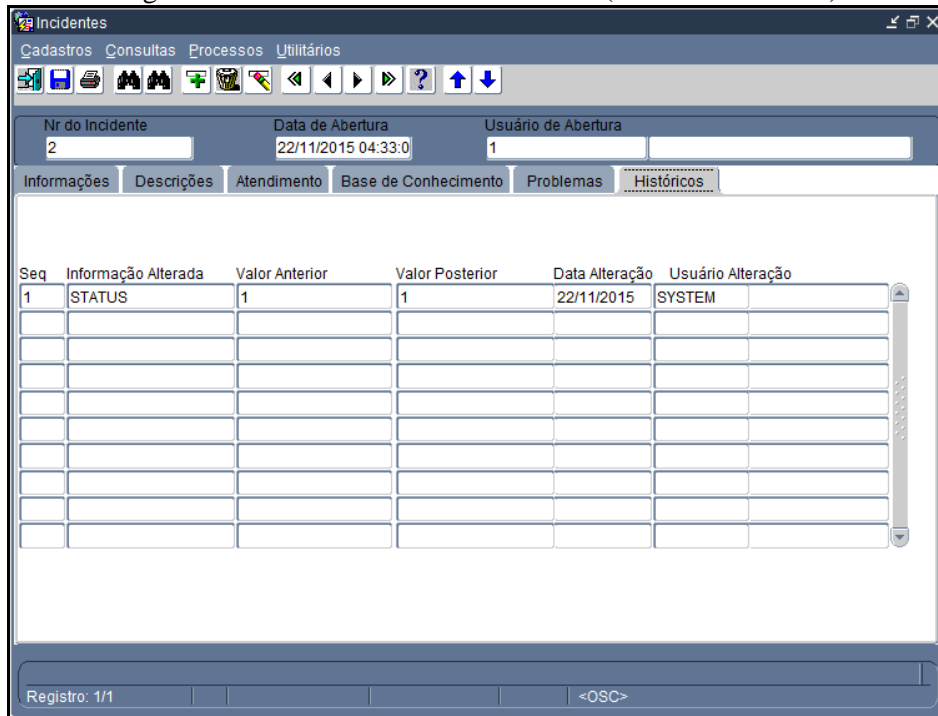 Incidentes
Cadastros Consultas Processos Utilitários
Nr do Incidente Data de Abertura Usuário de Abertura
2 22/11/2015 04:33:0 1
Informações Descrições Atendimento Base de Conhecimento Problemas Históricos
Seq Informação Alterada Valor Anterior Valor Posterior Data Alteração Usuário Alteração
1 STATUS 1 1 22/11/2015 SYSTEM
Registro: 1/1 <OSC>